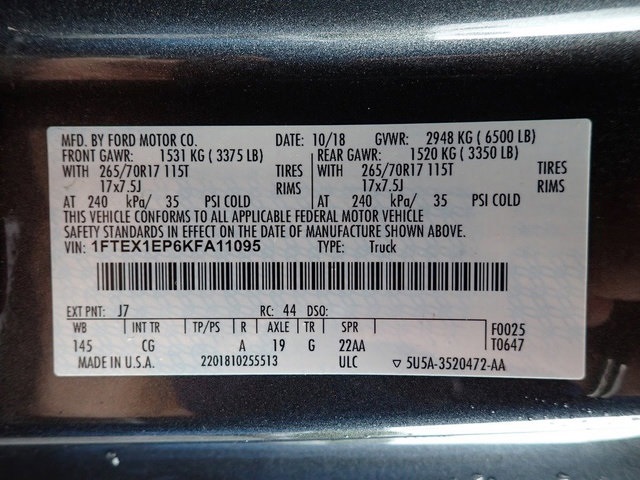 MFD. BY FORD MOTOR CO. DATE: 10/18 GVWR: 2948 KG ( 6500 LB)
FRONT GAWR: 1531 KG ( 3375 LB) REAR GAWR: 1520 KG ( 3350 LB)
WITH 265/70R17 115T TIRES WITH 265/70R17 115T TIRES
17x7.5J RIMS 17x7.5J RIMS
AT 240 kPa/ 35 PSI COLD AT 240 kPa/ 35 PSI COLD
THIS VEHICLE CONFORMS TO ALL APPLICABLE FEDERAL MOTOR VEHICLE
SAFETY STANDARDS IN EFFECT ON THE DATE OF MANUFACTURE SHOWN ABOVE.
VIN: 1FTEX1EP6KFA11095 TYPE: Truck
EXT PNT: J7 RC: 44 DSO:
WB INT TR TP/PS R AXLE TR SPR F0025
145 CG A 19 G 22AA T0647
MADE IN U.S.A. 2201810255513 ULC ▽ 5U5A-3520472-AA